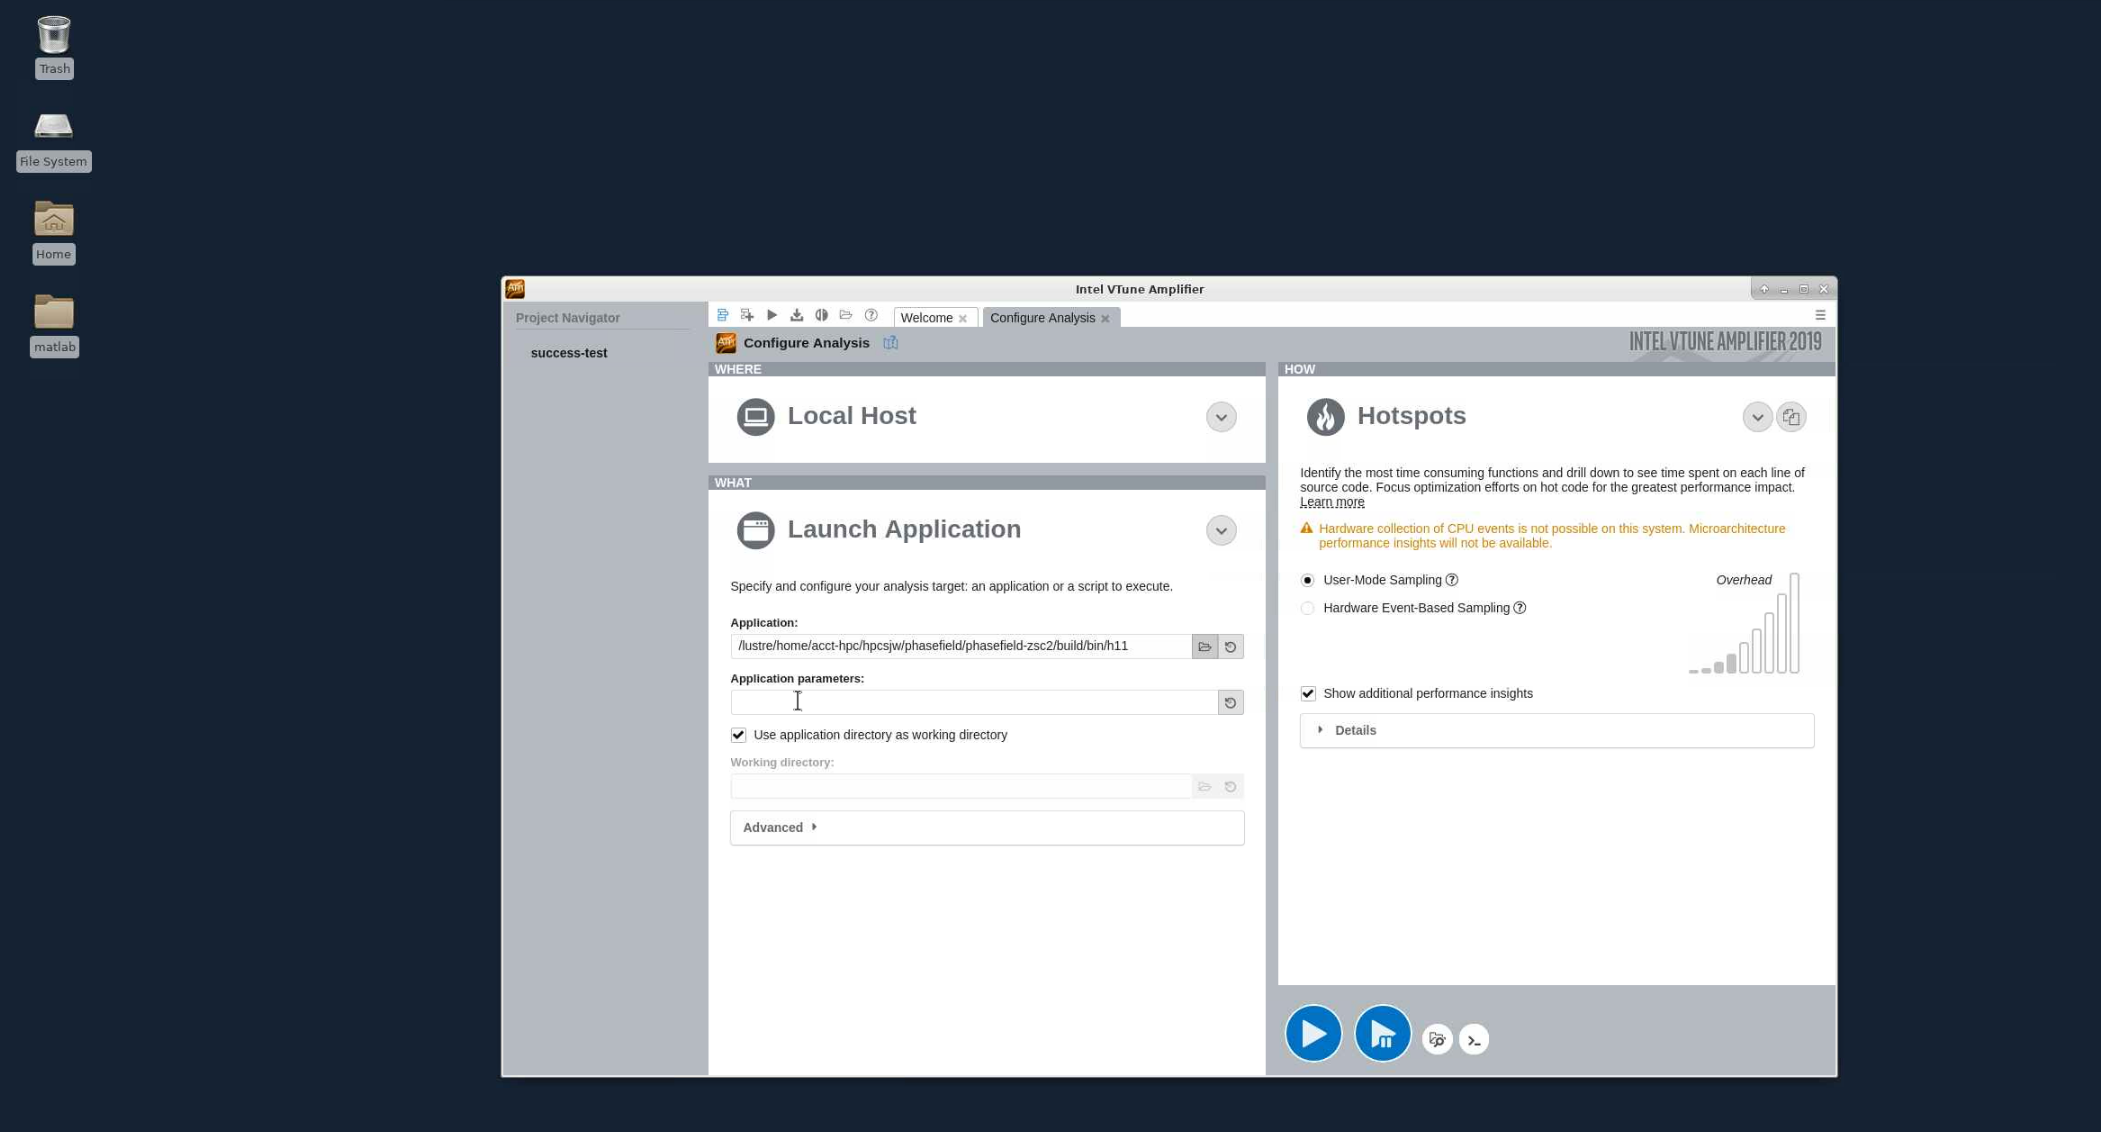 Trash
File System
Home
matlab
Intel VTune Amplifier
Project Navigator
success-test
Welcome
Configure Analysis
Configure Analysis
INTEL VTUNE AMPLIFIER 2019
WHERE
Local Host
WHAT
Launch Application
Specify and configure your analysis target: an application or a script to execute.
Application:
/lustre/home/acct-hpc/hpcsjw/phasefield/phasefield-zsc2/build/bin/h11
Application parameters:
Use application directory as working directory
Working directory:
Advanced
HOW
Hotspots
Identify the most time consuming functions and drill down to see time spent on each line of
source code. Focus optimization efforts on hot code for the greatest performance impact.
Learn more
Hardware collection of CPU events is not possible on this system. Microarchitecture
performance insights will not be available.
User-Mode Sampling
Overhead
Hardware Event-Based Sampling
Show additional performance insights
Details